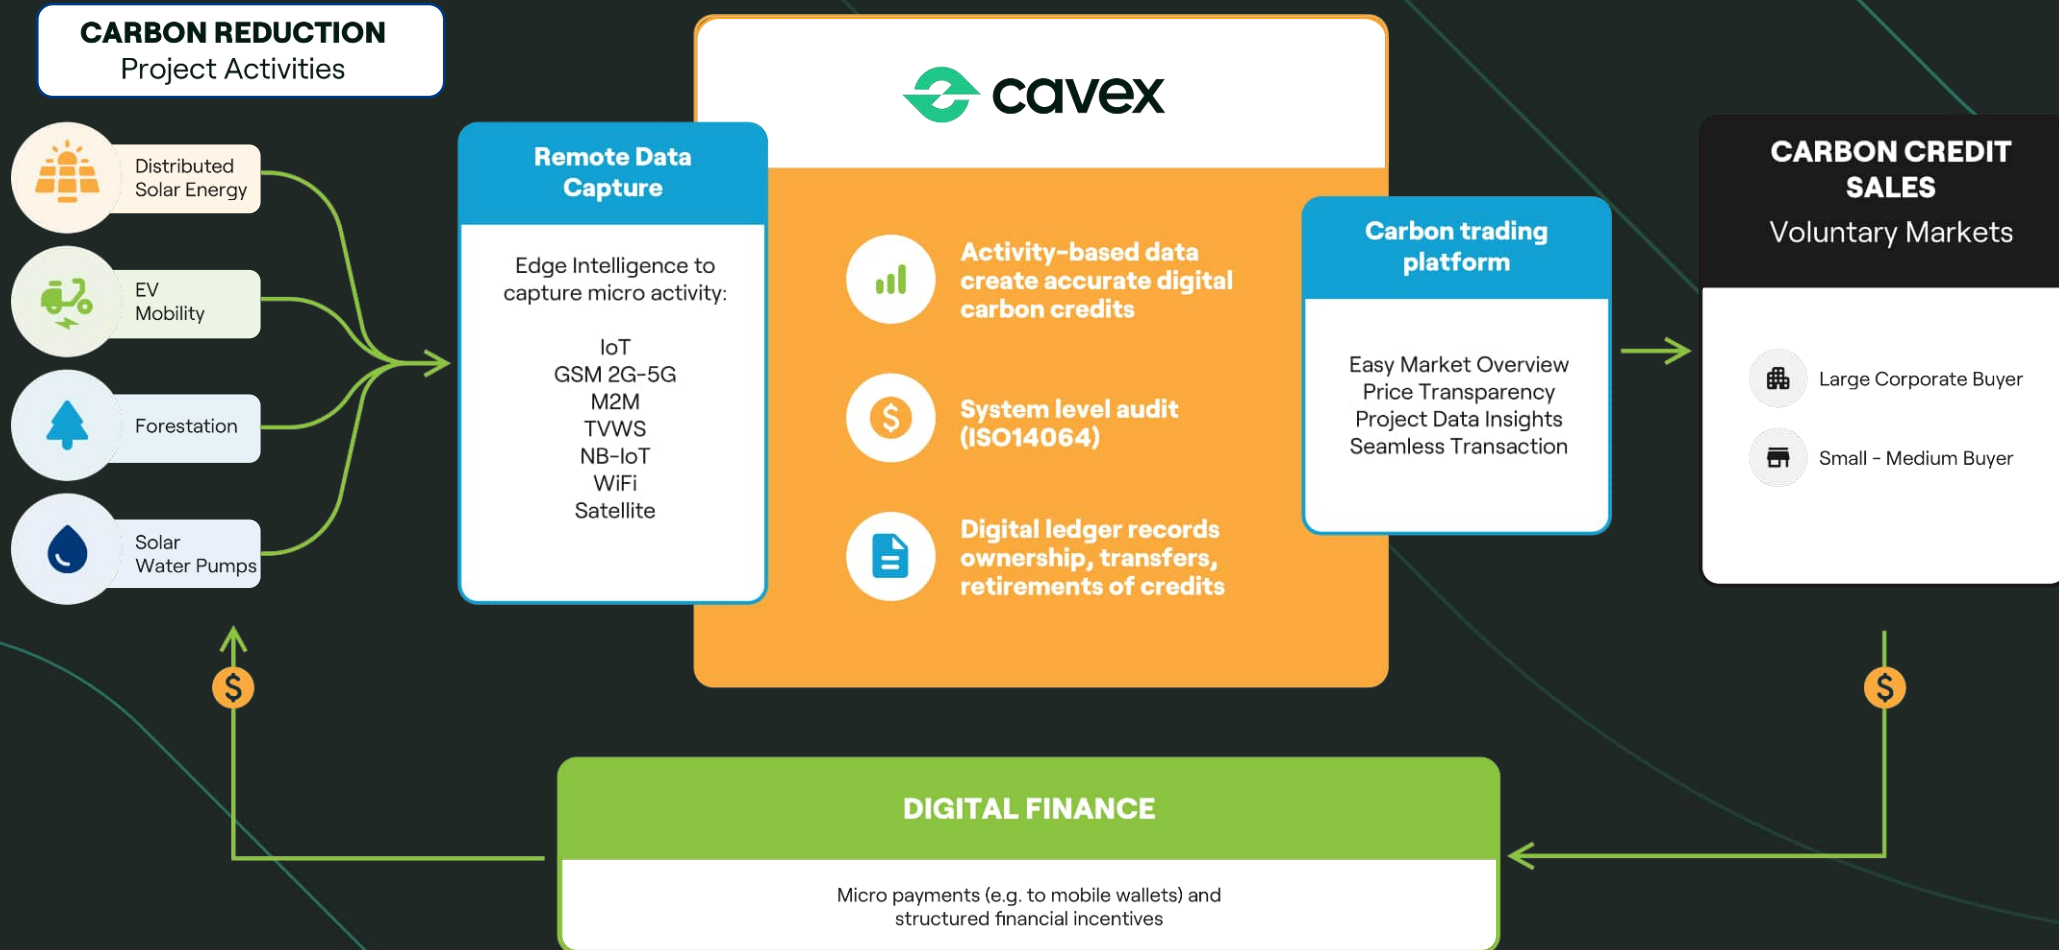 CARBON REDUCTION
Project Activities
Distributed
Solar Energy
EV
Mobility
Forestation
Solar
Water Pumps
Remote Data
Capture
Edge Intelligence to
capture micro activity:
IoT
GSM 2G-5G
M2M
TVWS
NB-IoT
WiFi
Satellite
cavex
Activity-based data
create accurate digital
carbon credits
$
System level audit
(ISO14064)
Digital ledger records
ownership, transfers,
retirements of credits
Carbon trading
platform
Easy Market Overview
Price Transparency
Project Data Insights
Seamless Transaction
CARBON CREDIT
SALES
Voluntary Markets
Large Corporate Buyer
Small - Medium Buyer
$
$
DIGITAL FINANCE
Micro payments (e.g. to mobile wallets) and
structured financial incentives